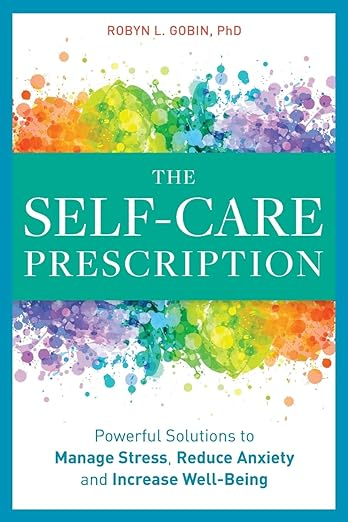 ROBYN L. GOBIN, PhD
THE
SELF-CARE
PRESCRIPTION
Powerful Solutions to
Manage Stress, Reduce Anxiety
and Increase Well-Being